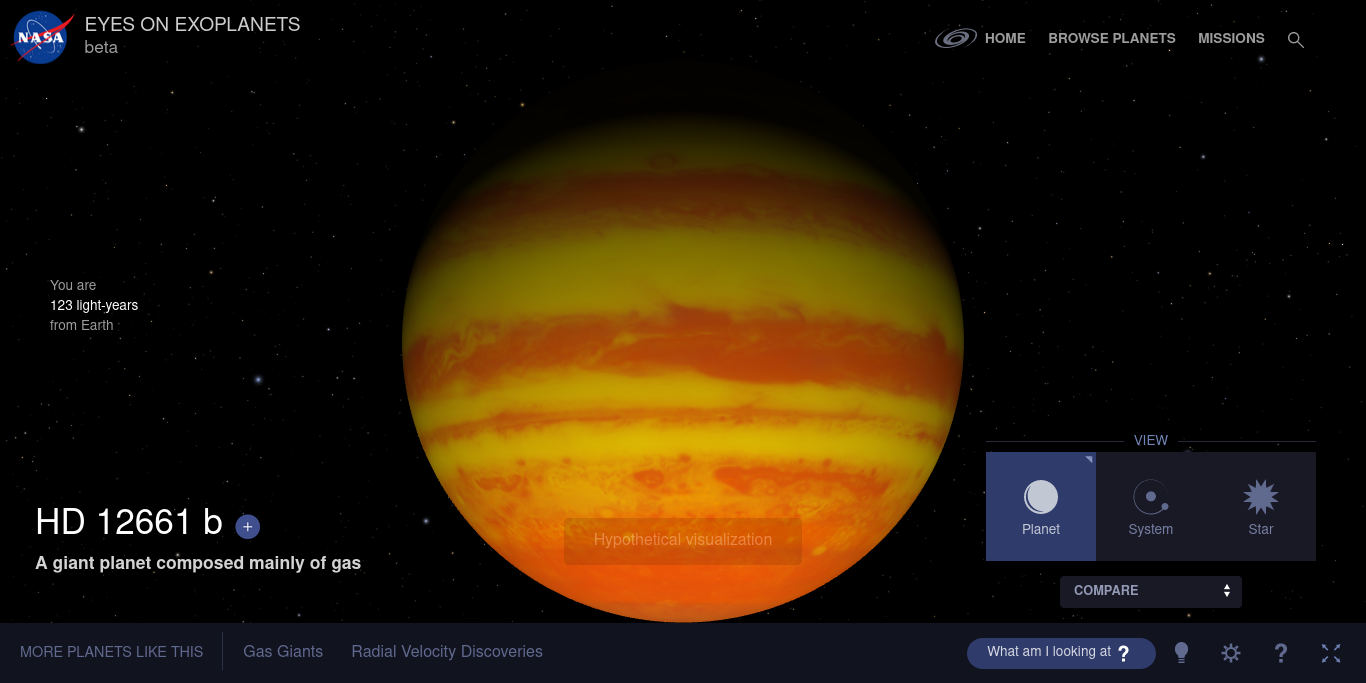 NASA
EYES ON EXOPLANETS
beta
HOME
BROWSE PLANETS
MISSIONS
You are
123 light-years
from Earth
HD 12661 b +
A giant planet composed mainly of gas
Hypothetical visualization
VIEW
Planet
System
Star
COMPARE
MORE PLANETS LIKE THIS
Gas Giants
Radial Velocity Discoveries
What am I looking at ?
?